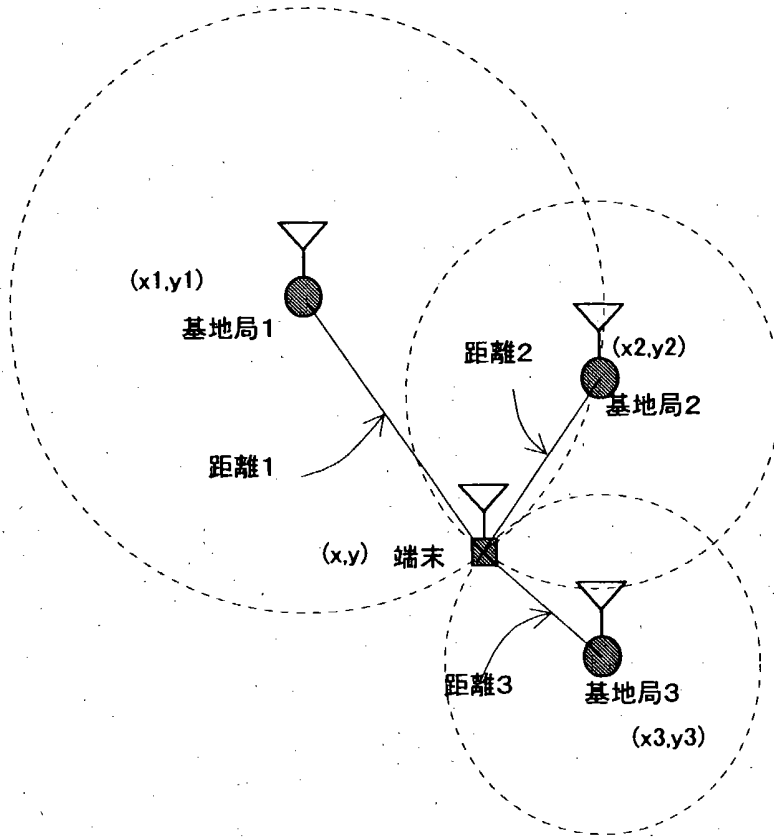 (x1,y1)
基地局1
距離2
(x2,y2)
基地局2
距離1
(x,y) 端末
距離3
基地局3
(x3,y3)